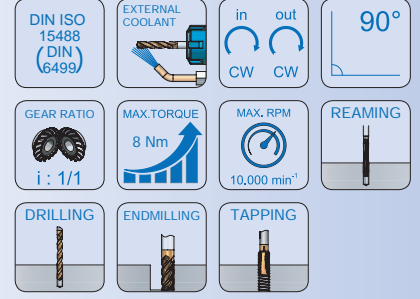 DIN ISO
15488
(DIN
6499)
EXTERNAL
COOLANT
in out
CW CW
90°
GEAR RATIO
i : 1/1
MAX.TORQUE
8 Nm
MAX. RPM
10.000 min⁻¹
REAMING
DRILLING
ENDMILLING
TAPPING